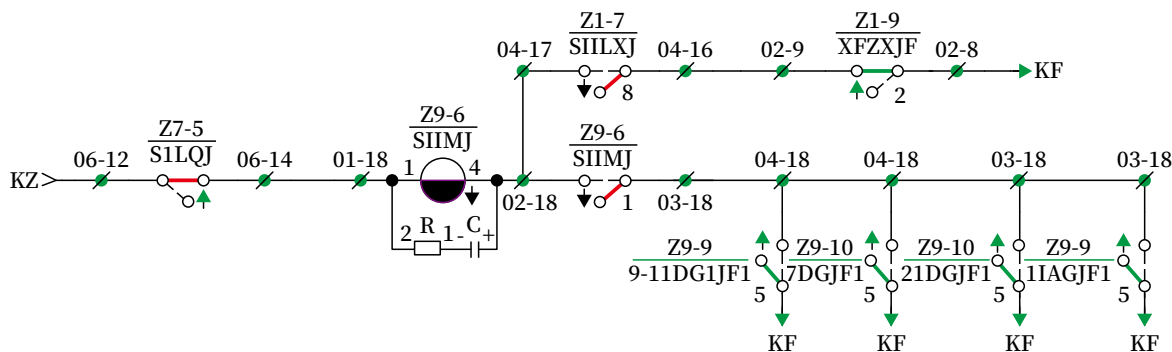 Z1-7
Z1-9
04-17
SIILXJ
04-16
02-9
XFZXJF
02-8
KF
8
2
Z9-6
Z9-6
Z7-5
SIIMJ
SIIMJ
06-12
S1LQJ
06-14
01-18
1
4
04-18
04-18
03-18
03-18
KZ
02-18
1
03-18
2
R
1
-
C
+
Z9-9
Z9-10
Z9-10
Z9-9
9-11DG1JF1
7DGJF1
21DGJF1
1IAGJF1
5
5
5
5
KF
KF
KF
KF